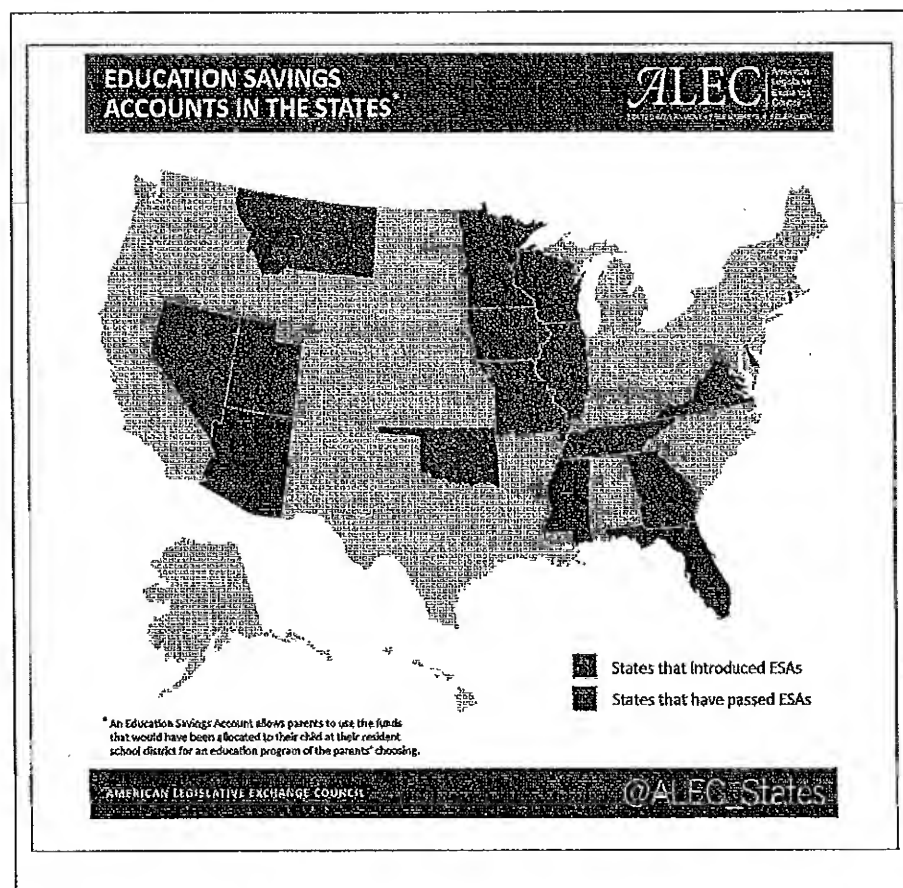 EDUCATION SAVINGS
ACCOUNTS IN THE STATES*
ALEC
States that Introduced ESAs
States that have passed ESAs
* An Education Savings Account allows parents to use the funds
that would have been allocated to their child at their resident
school district for an education program of the parents' choosing.
AMERICAN LEGISLATIVE EXCHANGE COUNCIL
@ALEC_States